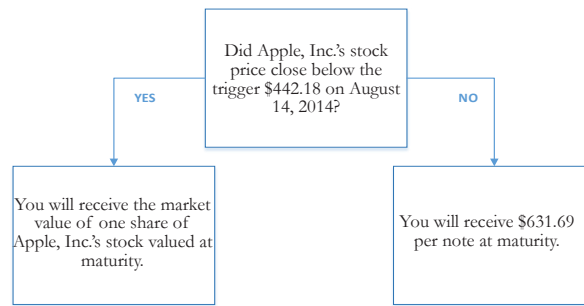 Did Apple, Inc.'s stock
price close below the
trigger $442.18 on August
14, 2014?
YES
NO
You will receive the market
value of one share of
Apple, Inc.'s stock valued at
maturity.
You will receive $631.69
per note at maturity.